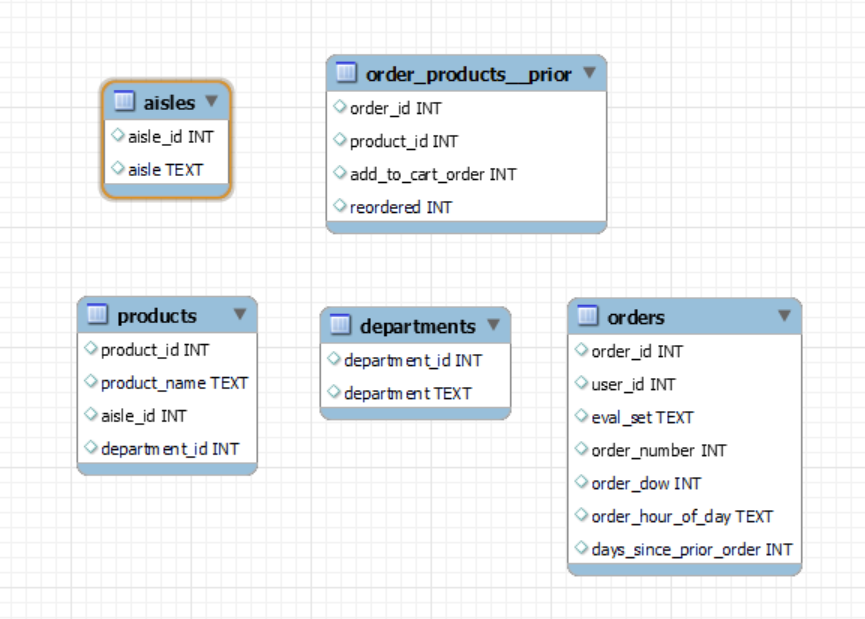 aisles
aisle_id INT
aisle TEXT
order_products__prior
order_id INT
product_id INT
add_to_cart_order INT
reordered INT
products
product_id INT
product_name TEXT
aisle_id INT
department_id INT
departments
department_id INT
department TEXT
orders
order_id INT
user_id INT
eval_set TEXT
order_number INT
order_dow INT
order_hour_of_day TEXT
days_since_prior_order INT